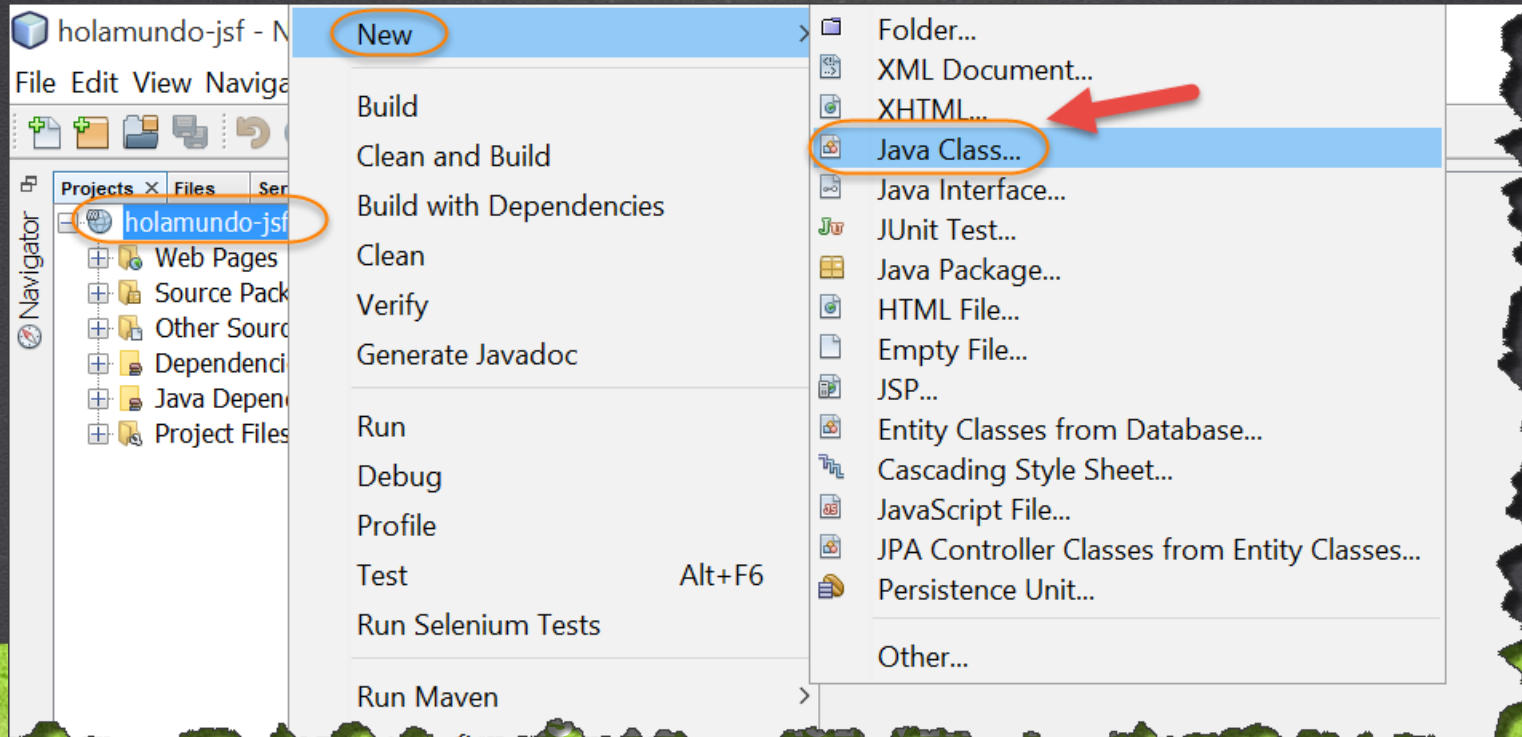 holamundo-jsf - N
File Edit View Naviga
Projects Files Ser
Navigator
holamundo-jsf
Web Pages
Source Pack
Other Sourc
Dependenci
Java Depen
Project Files
New
Build
Clean and Build
Build with Dependencies
Clean
Verify
Generate Javadoc
Run
Debug
Profile
Test Alt+F6
Run Selenium Tests
Run Maven
Folder...
XML Document...
XHTML...
Java Class...
Java Interface...
JUnit Test...
Java Package...
HTML File...
Empty File...
JSP...
Entity Classes from Database...
Cascading Style Sheet...
JavaScript File...
JPA Controller Classes from Entity Classes...
Persistence Unit...
Other...